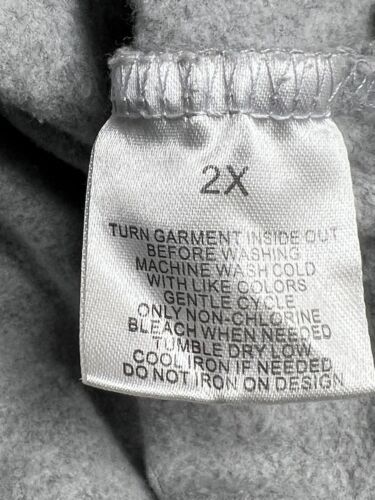 2X
TURN GARMENT INSIDE OUT
BEFORE WASHING
MACHINE WASH COLD
WITH LIKE COLORS
GENTLE CYCLE
ONLY NON-CHLORINE
BLEACH WHEN NEEDED
TUMBLE DRY LOW
COOL IRON IF NEEDED
DO NOT IRON ON DESIGN